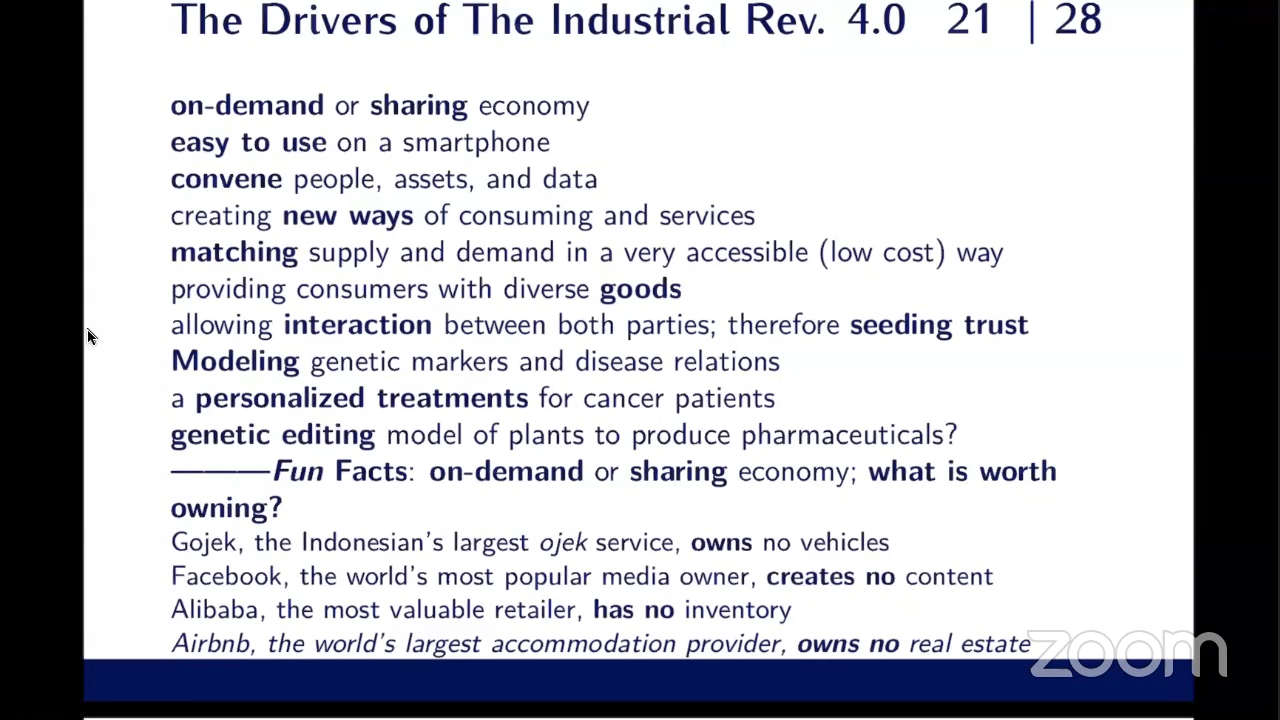 The Drivers of The Industrial Rev. 4.0 21 | 28
on-demand or sharing economy
easy to use on a smartphone
convene people, assets, and data
creating new ways of consuming and services
matching supply and demand in a very accessible (low cost) way
providing consumers with diverse goods
allowing interaction between both parties; therefore seeding trust
Modeling genetic markers and disease relations
a personalized treatments for cancer patients
genetic editing model of plants to produce pharmaceuticals?
———Fun Facts: on-demand or sharing economy; what is worth
owning?
Gojek, the Indonesian's largest ojek service, owns no vehicles
Facebook, the world's most popular media owner, creates no content
Alibaba, the most valuable retailer, has no inventory
Airbnb, the world's largest accommodation provider, owns no real estate
zoom